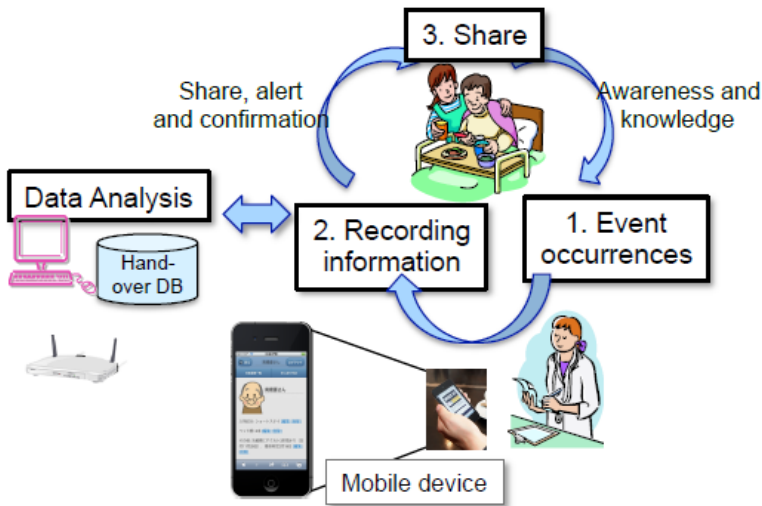 3. Share
Share, alert
and confirmation
Awareness and
knowledge
Data Analysis
2. Recording
information
1. Event
occurrences
Hand-
over DB
Mobile device